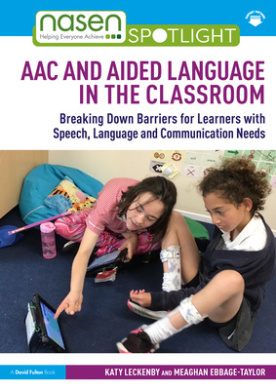 nasen
Helping Everyone Achieve
SPOTLIGHT
AAC AND AIDED LANGUAGE
IN THE CLASSROOM
Breaking Down Barriers for Learners with
Speech, Language and Communication Needs
A David Fulton Book
KATY LECKENBY AND MEAGHAN EBBAGE-TAYLOR